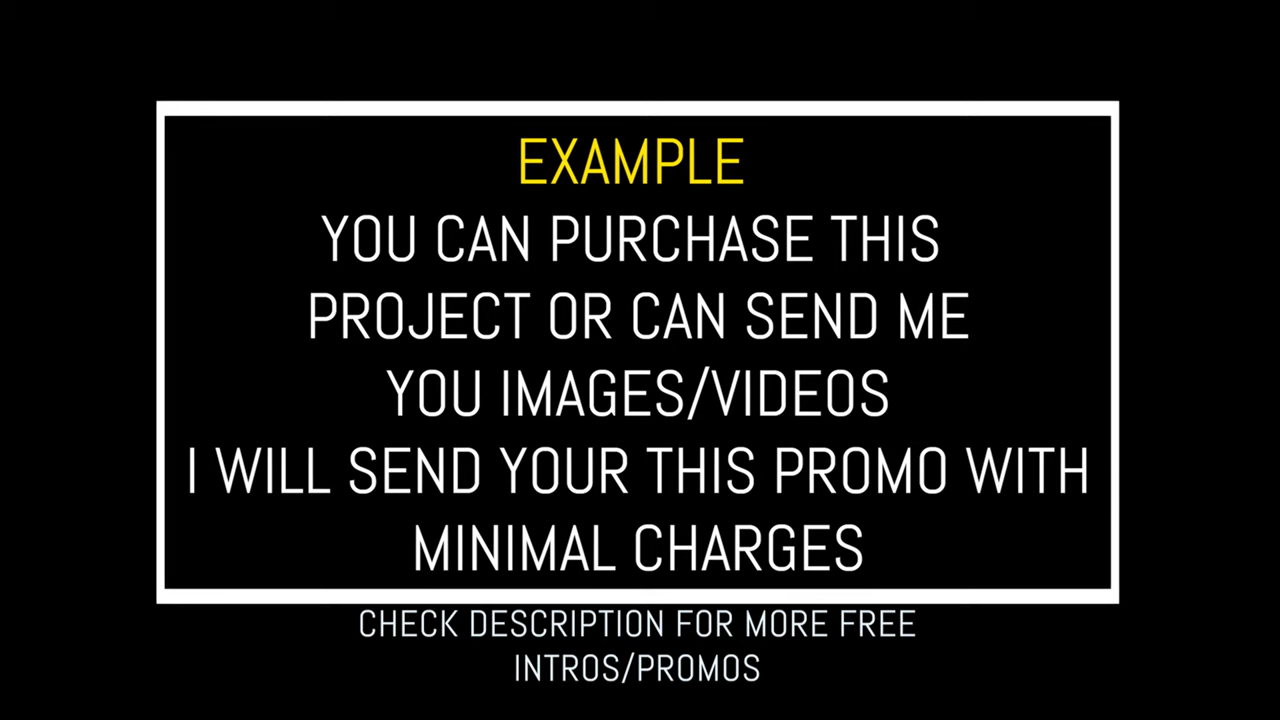 EXAMPLE
YOU CAN PURCHASE THIS
PROJECT OR CAN SEND ME
YOU IMAGES/VIDEOS
I WILL SEND YOUR THIS PROMO WITH
MINIMAL CHARGES
CHECK DESCRIPTION FOR MORE FREE
INTROS/PROMOS